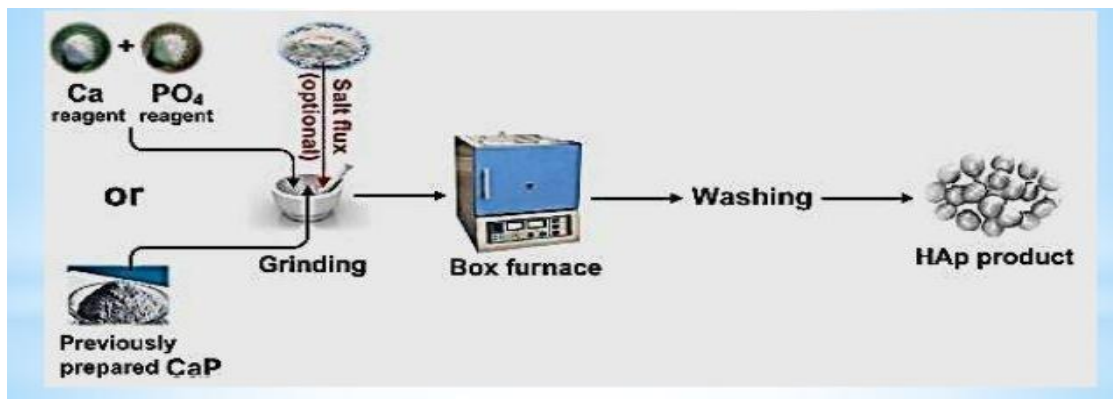 +
Ca
reagent
PO₄
reagent
Salt flux
(optional)
or
Grinding
Previously
prepared CaP
Box furnace
Washing
HAp product